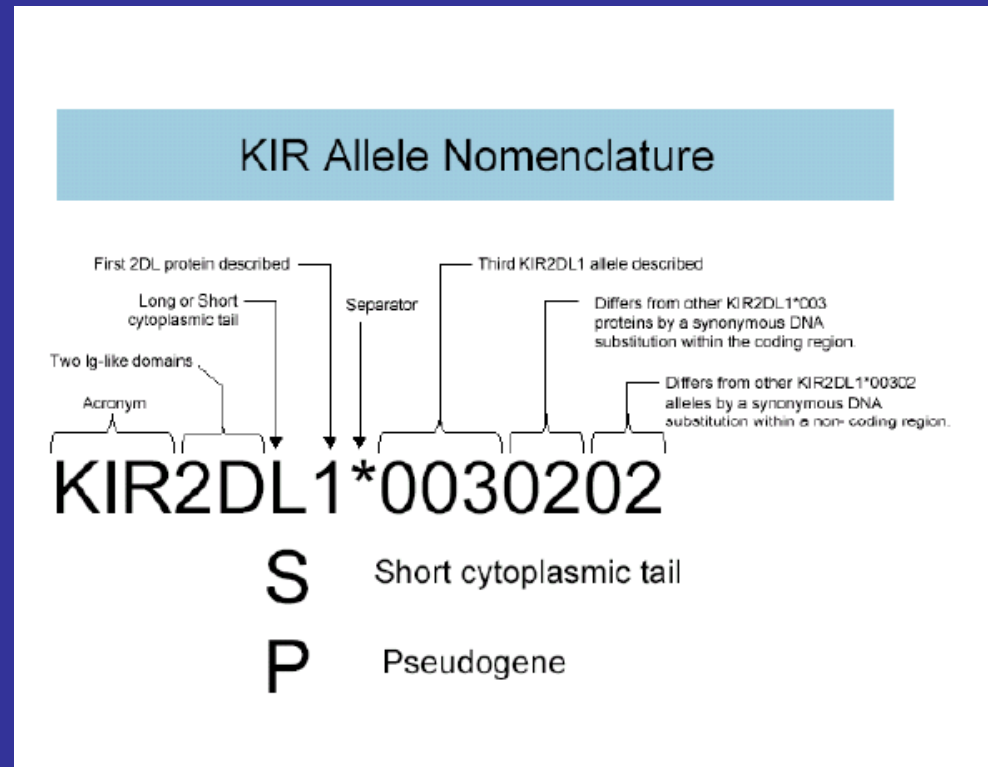 KIR Allele Nomenclature
First 2DL protein described
Third KIR2DL1 allele described
Long or Short
cytoplasmic tail
Separator
Differs from other KIR2DL1*003
proteins by a synonymous DNA
substitution within the coding region.
Two Ig-like domains
Acronym
Differs from other KIR2DL1*00302
alleles by a synonymous DNA
substitution within a non- coding region.
KIR2DL1*0030202
S Short cytoplasmic tail
P Pseudogene